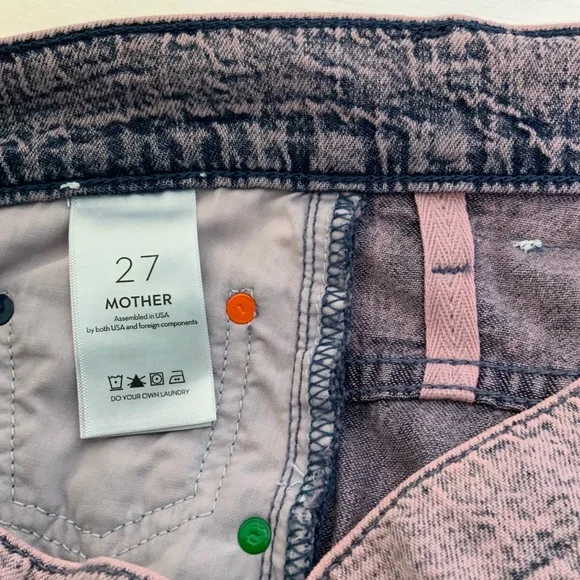 27
MOTHER
Assembled in USA
by both USA and foreign components
DO YOUR OWN LAUNDRY